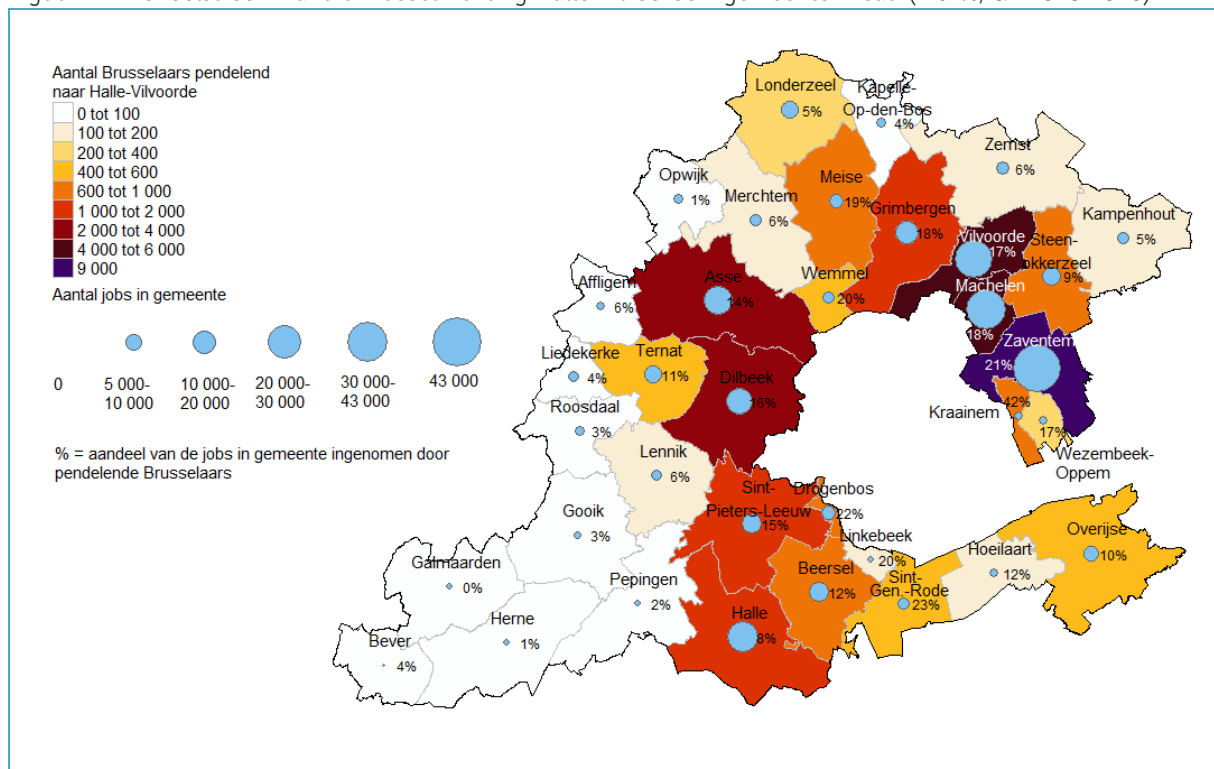 Aantal Brusselaars pendelend
naar Halle-Vilvoorde
0 tot 100
100 tot 200
200 tot 400
400 tot 600
600 tot 1 000
1 000 tot 2 000
2 000 tot 4 000
4 000 tot 6 000
9 000
Aantal jobs in gemeente
0
5 000-
10 000
10 000-
20 000
20 000-
30 000
30 000-
43 000
43 000
% = aandeel van de jobs in gemeente ingenomen door
pendelende Brusselaars
Londerzeel
5%
Kapelle-
Op-den-Bos
4%
Zemst
6%
Opwijk
1%
Merchtem
6%
Meise
19%
Grimbergen
18%
Kampenhout
5%
Vilvoorde
17%
Steen-
okkerzeel
9%
Machelen
18%
Affligem
6%
Asse
14%
Wemmel
20%
Zaventem
21%
Liedekerke
4%
Ternat
11%
Dilbeek
16%
Kraainem
42%
17%
Wezembeek-
Oppem
Roosdaal
3%
Lennik
6%
Sint-
Pieters-Leeuw
15%
Drogenbos
22%
Linkebeek
20%
Gooik
3%
Galmaarden
0%
Pepingen
2%
Beersel
12%
Sint-
Gen.-Rode
23%
Hoeilaart
12%
Overijse
10%
Halle
8%
Herne
1%
Bever
4%